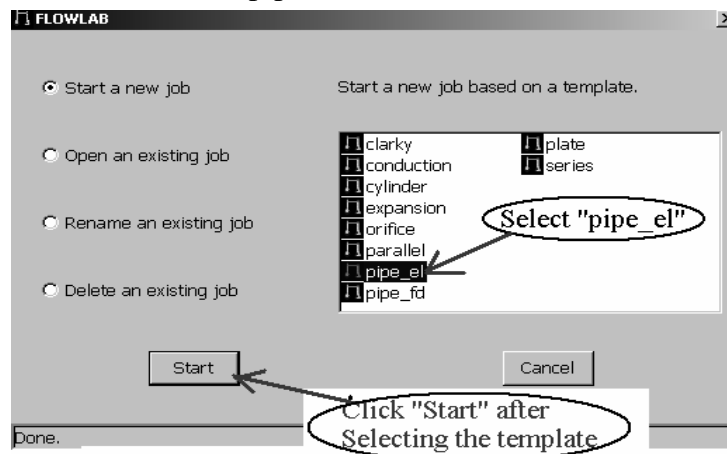 FLOWLAB
Start a new job
Open an existing job
Rename an existing job
Delete an existing job
Start a new job based on a template.
clarky
conduction
cylinder
expansion
orifice
parallel
pipe_el
pipe_fd
plate
series
Select "pipe_el"
Start
Cancel
Click "Start" after
Selecting the template
Done.